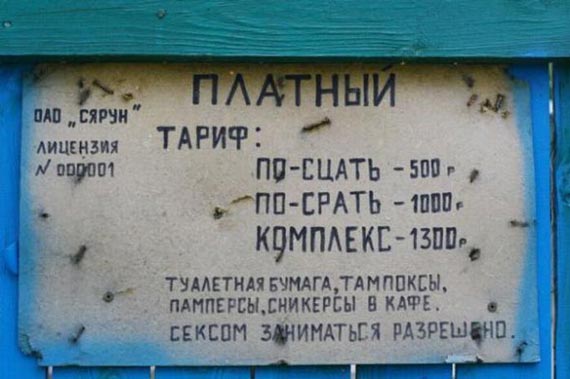 ПЛАТНЫЙ
ОАО „СЯРУН"
ЛИЦЕНЗИЯ
N 000001
ТАРИФ:
ПО-СЦАТЬ - 500 р
ПО-СРАТЬ - 1000 р
КОМПЛЕКС - 1300 р
ТУАЛЕТНАЯ БУМАГА, ТАМПОКСЫ,
ПАМПЕРСЫ, СНИКЕРСЫ В КАФЕ.
СЕКСОМ ЗАНИМАТЬСЯ РАЗРЕШЕНО.